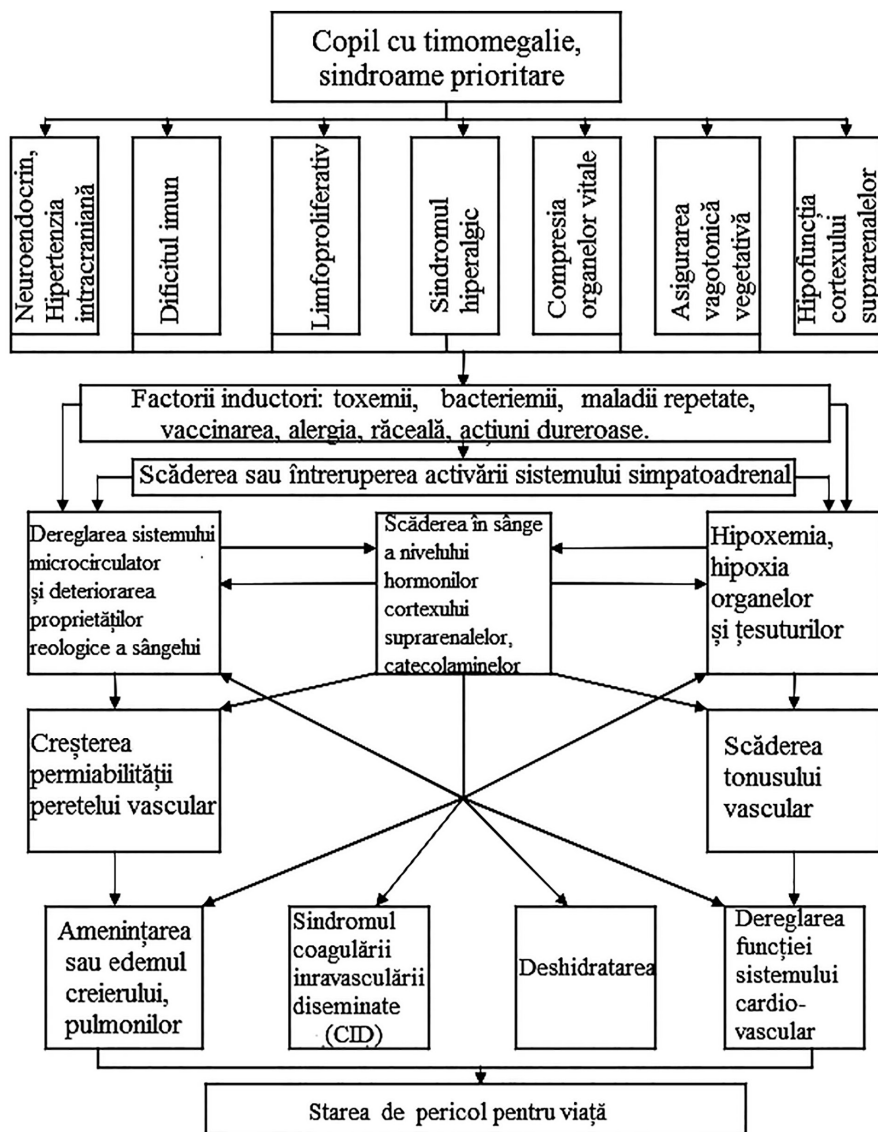 Copil cu timomegalie,
sindroame prioritare
Neuroendocrin,
Hipertenzia
intracraniană
Dificitul imun
Limfoproliferativ
Sindromul
hiperalgic
Compresia
organelor vitale
Asigurarea
vagotonică
vegetativă
Hipofuncția
cortexului
suprarenalelor
Factorii inductori: toxemii, bacteriemii, maladii repetate,
vaccinarea, alergia, răceală, acțiuni dureroase.
Scăderea sau întreruperea activării sistemului simpatoadrenal
Dereglarea sistemului
microcirculator
și deteriorarea
proprietăților
reologice a sângelui
Scăderea în sânge
a nivelului
hormonilor
cortexului
suprarenalelor,
catecolaminelor
Hipoxemia,
hipoxia
organelor
și țesuturilor
Creșterea
permiabilității
peretelui vascular
Scăderea
tonusului
vascular
Amenințarea
sau edemul
creierului,
pulmonilor
Sindromul
coagulării
inravasculării
diseminate
(CID)
Deshidratarea
Dereglarea
funcției
sistemului
cardio-
vascular
Starea de pericol pentru viață